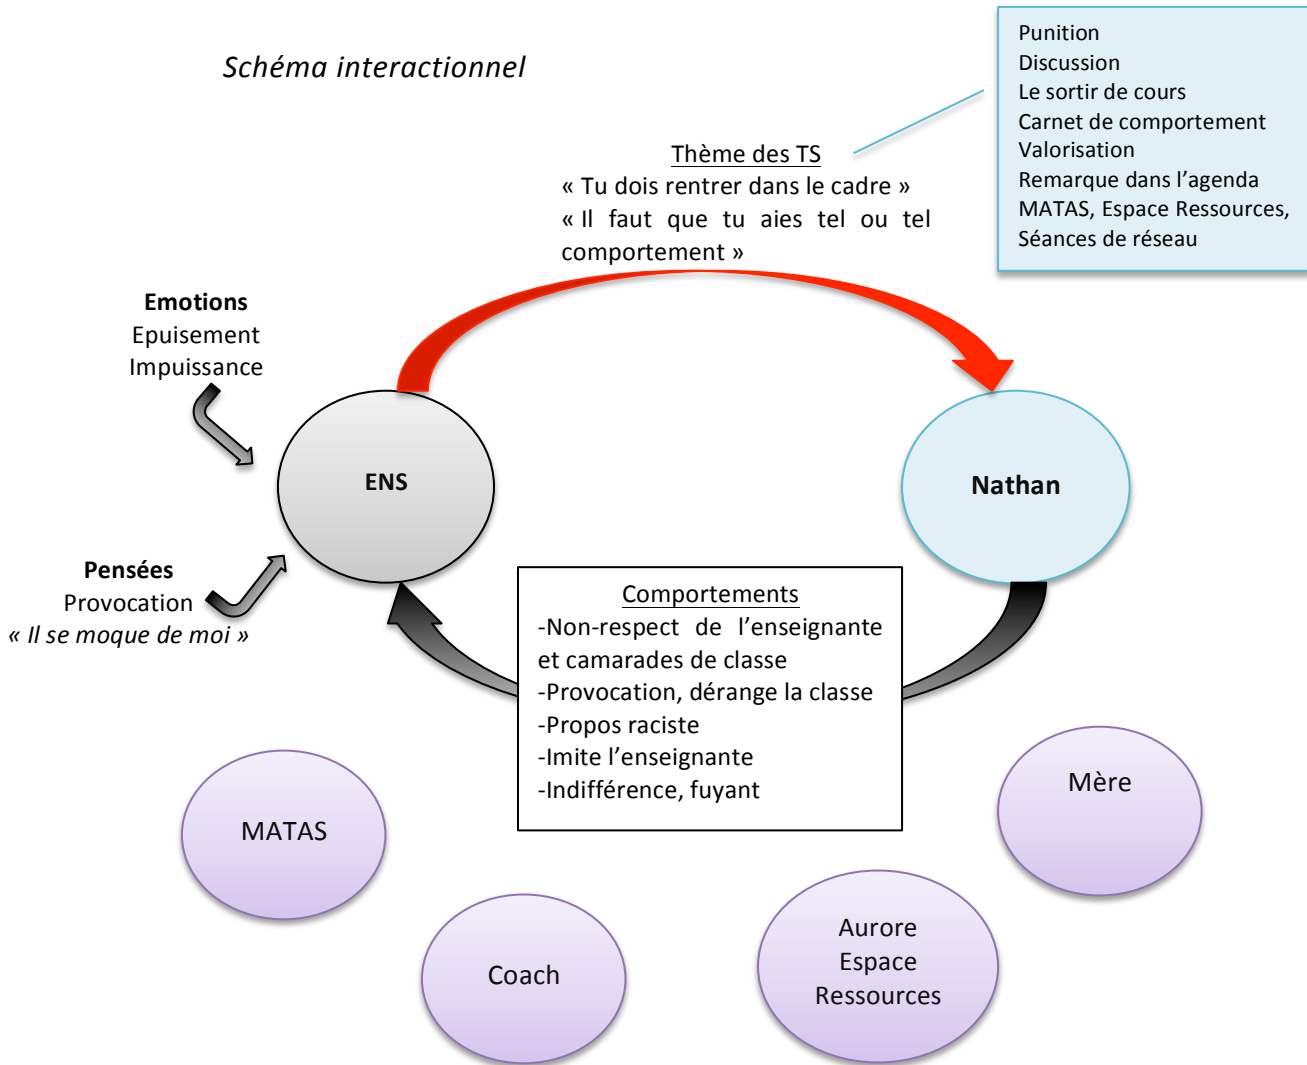 Schéma interactionnel
Punition
Discussion
Le sortir de cours
Carnet de comportement
Valorisation
Remarque dans l’agenda
MATAS, Espace Ressources,
Séances de réseau
Thème des TS
« Tu dois rentrer dans le cadre »
« Il faut que tu aies tel ou tel
comportement »
Emotions
Epuisement
Impuissance
ENS
Nathan
Pensées
Provocation
« Il se moque de moi »
Comportements
-Non-respect de l’enseignante
et camarades de classe
-Provocation, dérange la classe
-Propos raciste
-Imite l’enseignante
-Indifférence, fuyant
Mère
MATAS
Coach
Aurore
Espace
Ressources